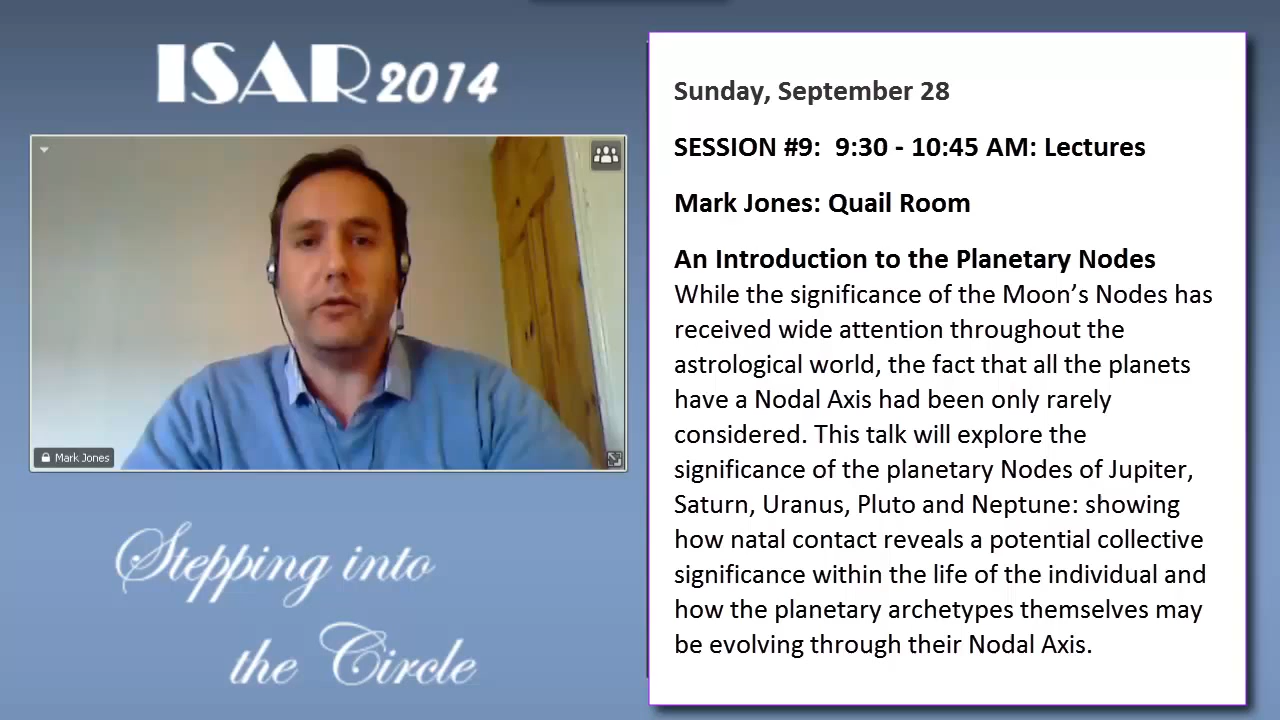 ISAR 2014
Mark Jones
Stepping into
the Circle
Sunday, September 28
SESSION #9:  9:30 - 10:45 AM: Lectures
Mark Jones: Quail Room
An Introduction to the Planetary Nodes
While the significance of the Moon’s Nodes has
received wide attention throughout the
astrological world, the fact that all the planets
have a Nodal Axis had been only rarely
considered. This talk will explore the
significance of the planetary Nodes of Jupiter,
Saturn, Uranus, Pluto and Neptune: showing
how natal contact reveals a potential collective
significance within the life of the individual and
how the planetary archetypes themselves may
be evolving through their Nodal Axis.